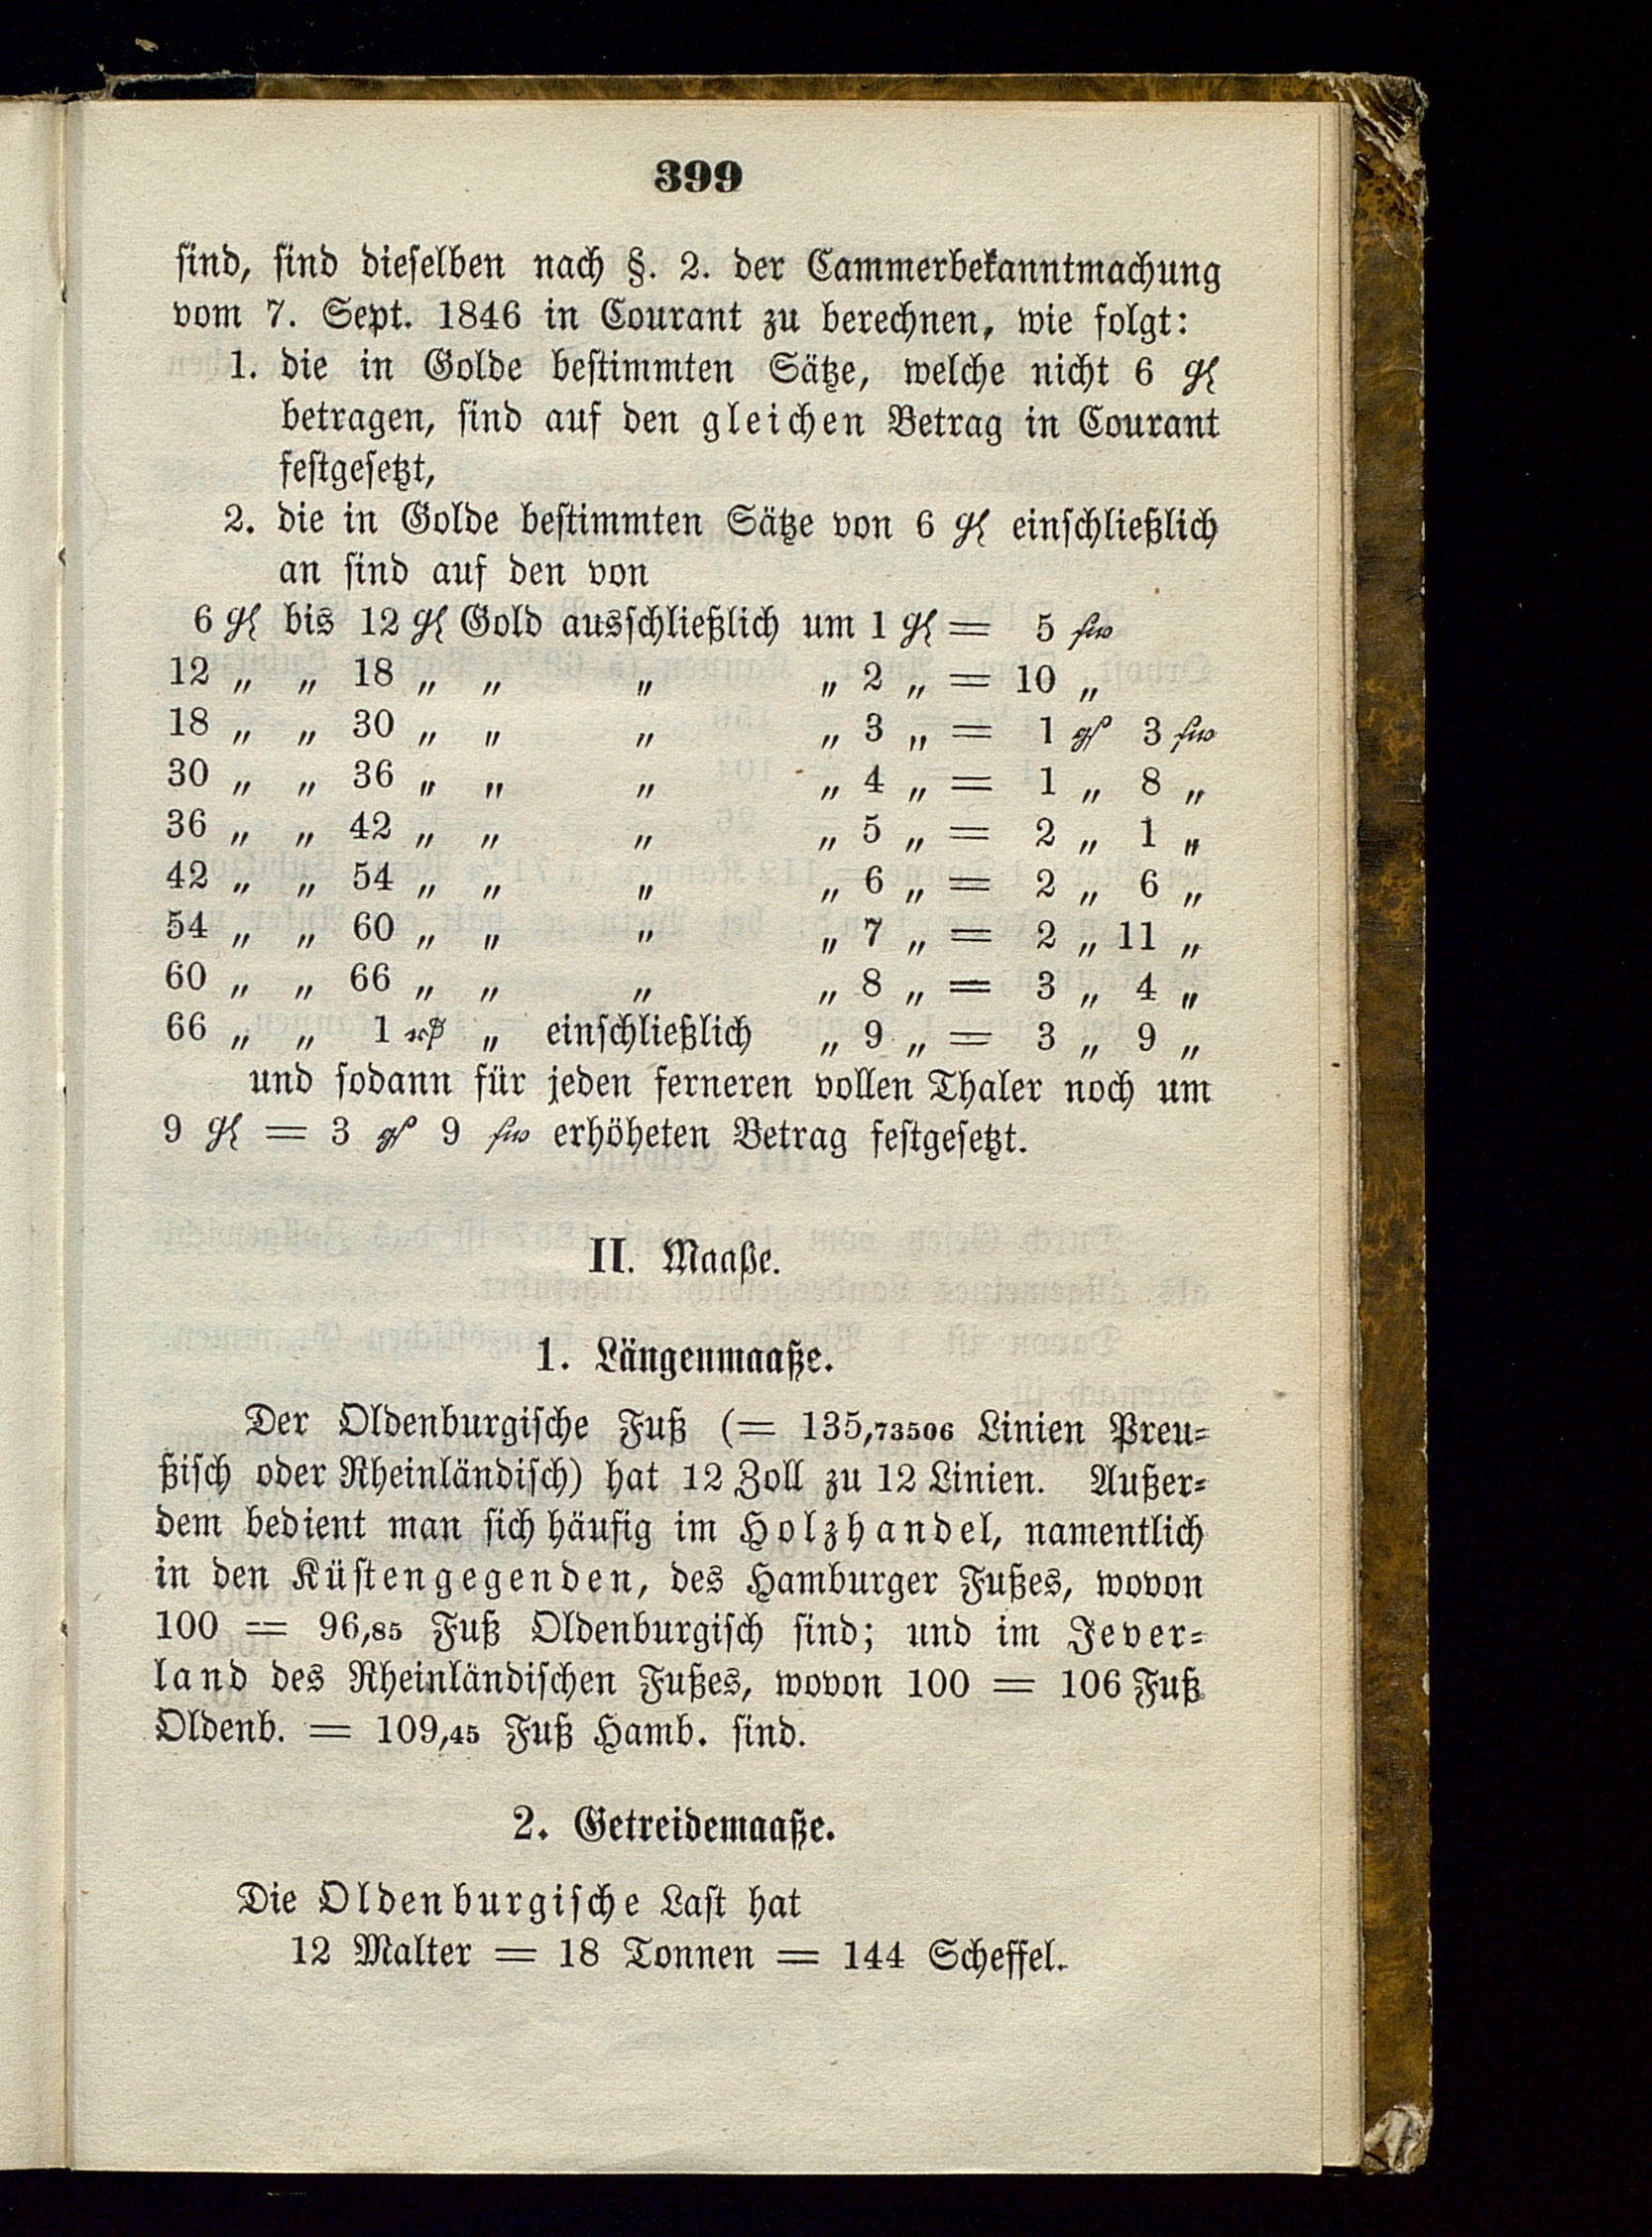 399
sind, sind dieselben nach §. 2. der Cammerbekanntmachung
vom 7. Sept. 1846 in Courant zu berechnen, wie folgt:
1. die in Golde bestimmten Sätze, welche nicht 6 gℓ
betragen, sind auf den gleichen Betrag in Courant
festgesetzt,
2. die in Golde bestimmten Sätze von 6 gℓ einschließlich
an sind auf den von
6 gℓ bis 12 gℓ Gold ausschließlich um 1 gℓ = 5 sw
12 „ „ 18 „ „ „ „ 2 „ = 10 „
18 „ „ 30 „ „ „ „ 3 „ = 1 gs 3 sw
30 „ „ 36 „ „ „ „ 4 „ = 1 „ 8 „
36 „ „ 42 „ „ „ „ 5 „ = 2 „ 1 „
42 „ „ 54 „ „ „ „ 6 „ = 2 „ 6 „
54 „ „ 60 „ „ „ „ 7 „ = 2 „ 11 „
60 „ „ 66 „ „ „ „ 8 „ = 3 „ 4 „
66 „ „ 1 ₰ „ einschließlich „ 9 „ = 3 „ 9 „
und sodann für jeden ferneren vollen Thaler noch um
9 gℓ = 3 gs 9 sw erhöheten Betrag festgesetzt.
II. Maaße.
1. Längenmaaße.
Der Oldenburgische Fuß (= 135,73506 Linien Preu=
ßisch oder Rheinländisch) hat 12 Zoll zu 12 Linien. Außer=
dem bedient man sich häufig im Holzhandel, namentlich
in den Küstengegenden, des Hamburger Fußes, wovon
100 = 96,85 Fuß Oldenburgisch sind; und im Jever=
land des Rheinländischen Fußes, wovon 100 = 106 Fuß
Oldenb. = 109,45 Fuß Hamb. sind.
2. Getreidemaaße.
Die Oldenburgische Last hat
12 Malter = 18 Tonnen = 144 Scheffel.